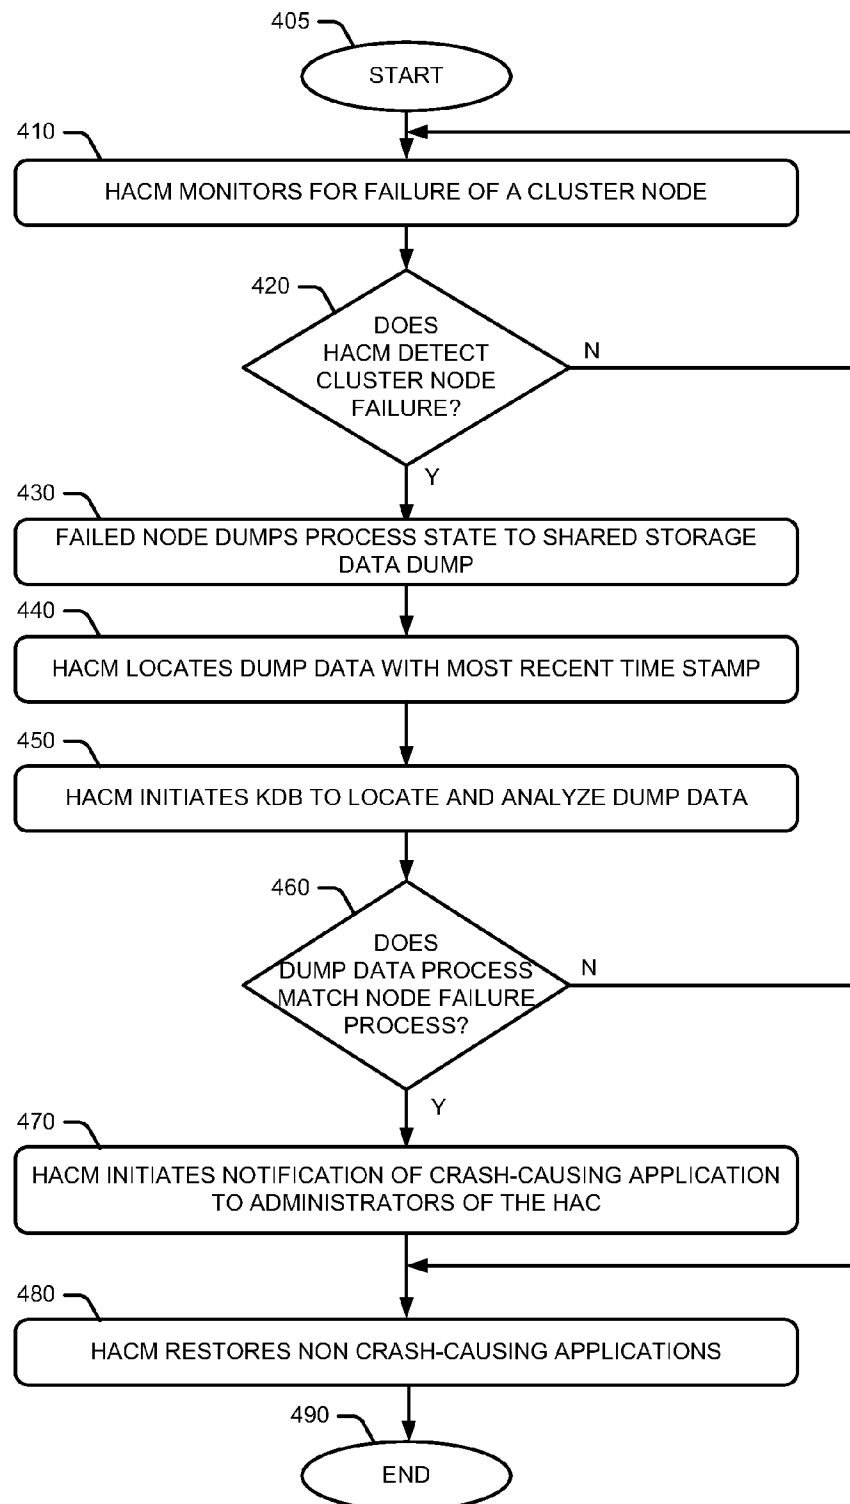 405
START
410
HACM MONITORS FOR FAILURE OF A CLUSTER NODE
420
DOES
HACM DETECT
CLUSTER NODE
FAILURE?
N
Y
430
FAILED NODE DUMPS PROCESS STATE TO SHARED STORAGE
DATA DUMP
440
HACM LOCATES DUMP DATA WITH MOST RECENT TIME STAMP
450
HACM INITIATES KDB TO LOCATE AND ANALYZE DUMP DATA
460
DOES
DUMP DATA PROCESS
MATCH NODE FAILURE
PROCESS?
N
Y
470
HACM INITIATES NOTIFICATION OF CRASH-CAUSING APPLICATION
TO ADMINISTRATORS OF THE HAC
480
HACM RESTORES NON CRASH-CAUSING APPLICATIONS
490
END